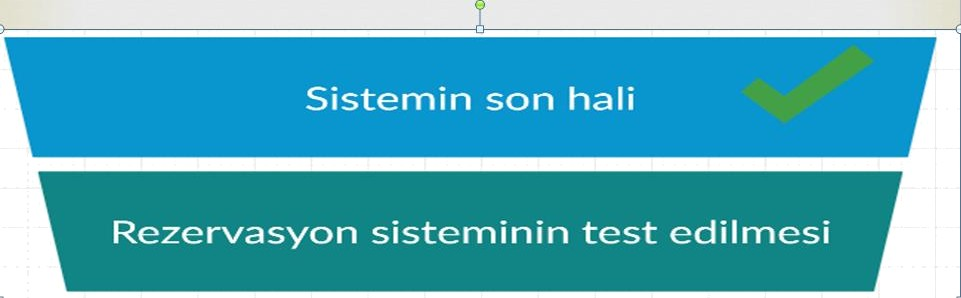 Sistemin son hali
Rezervasyon sisteminin test edilmesi